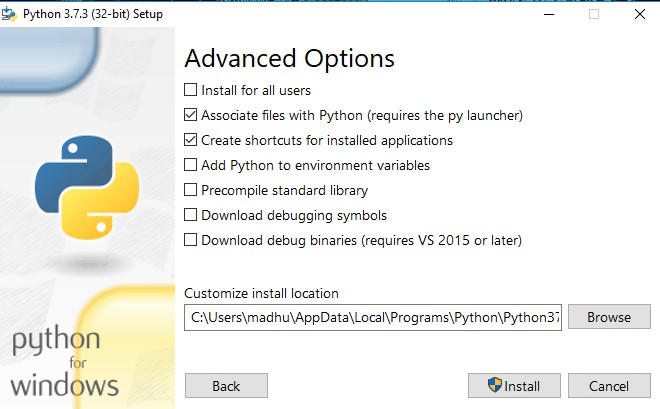 Python 3.7.3 (32-bit) Setup
Advanced Options
Install for all users
Associate files with Python (requires the py launcher)
Create shortcuts for installed applications
Add Python to environment variables
Precompile standard library
Download debugging symbols
Download debug binaries (requires VS 2015 or later)
Customize install location
C:\Users\madhu\AppData\Local\Programs\Python\Python37
Browse
python
for
windows
Back
Install
Cancel